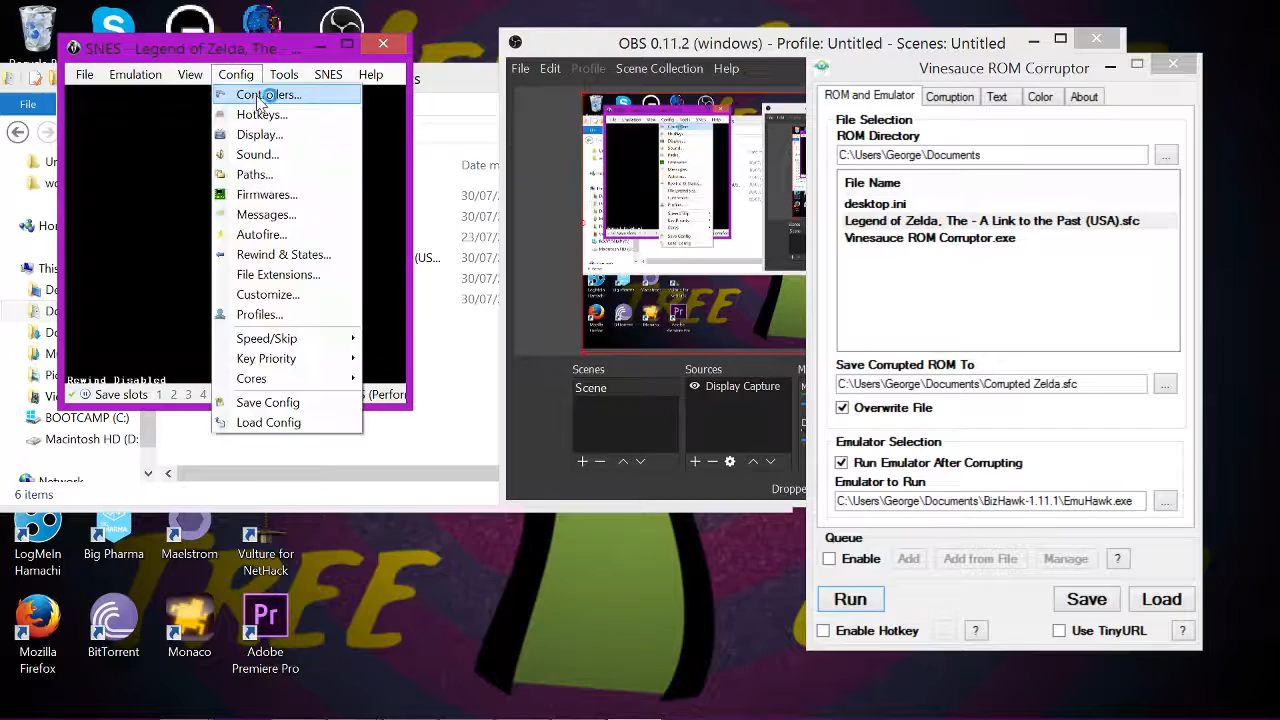 SNES - Legend of Zelda, The - ...
File Emulation View Config Tools SNES Help
Controllers...
Hotkeys...
Display...
Sound...
Paths...
Firmwares...
Messages...
Autofire...
Rewind & States...
File Extensions...
Customize...
Profiles...
Key Priority
Cores
Save Config
Load Config
Rewind Disabled
Save slots 1 2 3 4
File
Date m
30/07/
30/07/
23/07/
30/07/
BOOTCAMP (C:)
Macintosh HD (D:
6 items
OBS 0.11.2 (windows) - Profile: Untitled - Scenes: Untitled
File Edit Profile Scene Collection Help
Scenes
Scene
Sources
Display Capture
Droppe
Vinesauce ROM Corruptor
ROM and Emulator Corruption Text Color About
File Selection
ROM Directory
C:\Users\George\Documents
...
File Name
desktop.ini
Legend of Zelda, The - A Link to the Past (USA).sfc
Vinesauce ROM Corruptor.exe
Save Corrupted ROM To
C:\Users\George\Documents\Corrupted Zelda.sfc
...
Overwrite File
Emulator Selection
Run Emulator After Corrupting
Emulator to Run
C:\Users\George\Documents\BizHawk-1.11.1\EmuHawk.exe
...
Queue
Enable Add Add from File Manage ?
Run Save Load
Enable Hotkey ? Use TinyURL ?
LogMeIn Hamachi
Big Pharma
Maelstrom
Vulture for NetHack
Mozilla Firefox
BitTorrent
Monaco
Adobe Premiere Pro
TREE